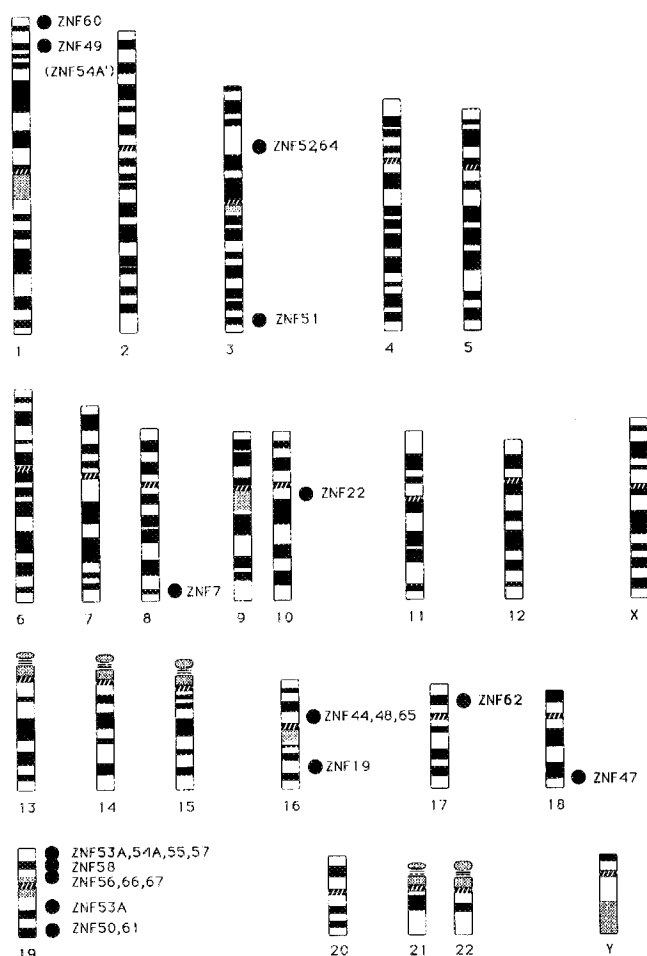 ZNF60
ZNF49
(ZNF54A')
ZNF52,64
ZNF51
1 2 3 4 5
ZNF22
ZNF7
6 7 8 9 10 11 12 X
ZNF44,48,65
ZNF62
ZNF19
ZNF47
13 14 15 16 17 18
ZNF53A,54A,55,57
ZNF58
ZNF56,66,67
ZNF53A
ZNF50,61
19 20 21 22 Y